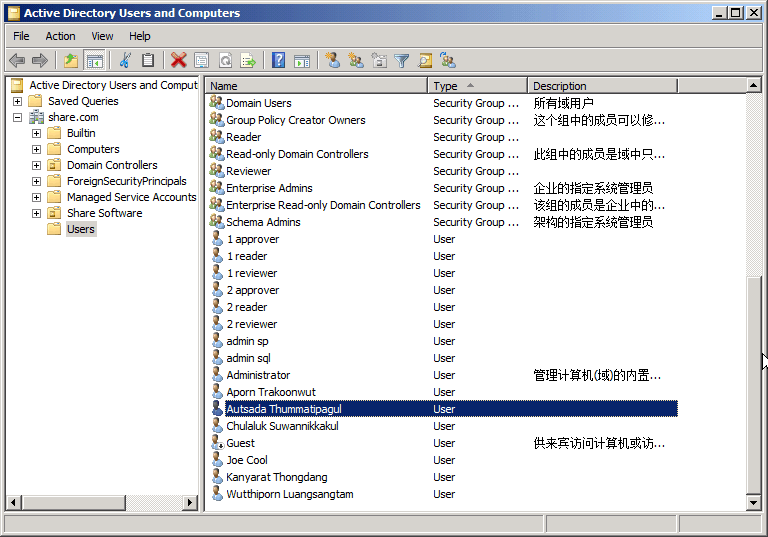 Active Directory Users and Computers
File Action View Help
Active Directory Users and Comput
Saved Queries
share.com
Builtin
Computers
Domain Controllers
ForeignSecurityPrincipals
Managed Service Accounts
Share Software
Users
Name Type Description
Domain Users Security Group ... 所有域用户
Group Policy Creator Owners Security Group ... 这个组中的成员可以修...
Reader Security Group ...
Read-only Domain Controllers Security Group ... 此组中的成员是域中只...
Reviewer Security Group ...
Enterprise Admins Security Group ... 企业的指定系统管理员
Enterprise Read-only Domain Controllers Security Group ... 该组的成员是企业中的...
Schema Admins Security Group ... 架构的指定系统管理员
1 approver User
1 reader User
1 reviewer User
2 approver User
2 reader User
2 reviewer User
admin sp User
admin sql User
Administrator User 管理计算机(域)的内置...
Aporn Trakoonwut User
Autsada Thummatipagul User
Chulaluk Suwannikkakul User
Guest User 供来宾访问计算机或访...
Joe Cool User
Kanyarat Thongdang User
Wutthiporn Luangsangtam User